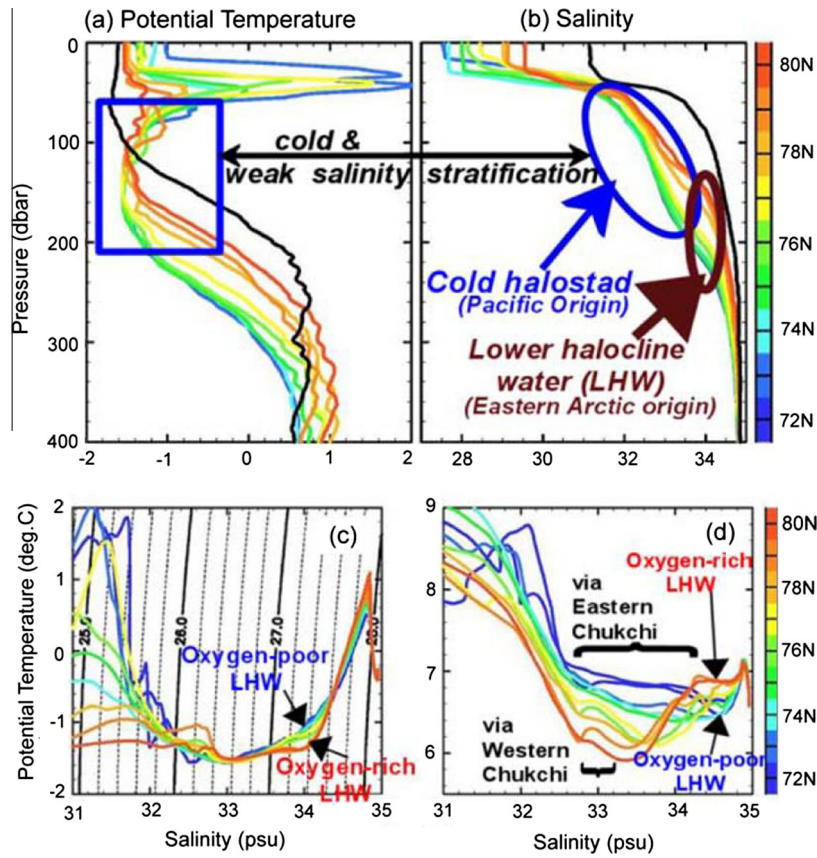 (a) Potential Temperature
(b) Salinity
0
100
200
300
400
Pressure (dbar)
-2 -1 0 1 2
28 30 32 34
80N
78N
76N
74N
72N
cold &
weak salinity stratification
Cold halostad
(Pacific Origin)
Lower halocline
water (LHW)
(Eastern Arctic origin)
(c)
2
1
0
-1
-2
Potential Temperature (deg.C)
26.0
27.0
Oxygen-poor
LHW
Oxygen-rich
LHW
31 32 33 34 35
Salinity (psu)
(d)
9
8
7
6
Oxygen-rich
LHW
via
Eastern
Chukchi
via
Western
Chukchi
Oxygen-poor
LHW
31 32 33 34 35
Salinity (psu)
80N
78N
76N
74N
72N